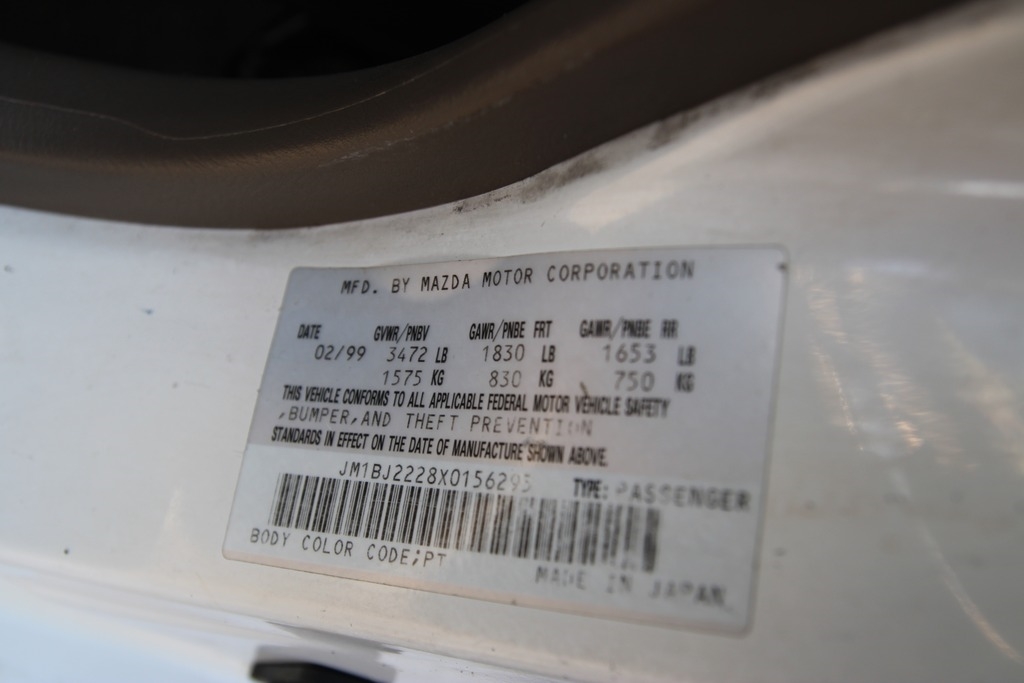 MFD. BY MAZDA MOTOR CORPORATION
DATE GVWR/PNBV GAWR/PNBE FRT GAWR/PNBE RR
02/99 3472 LB 1830 LB 1653 LB
1575 KG 830 KG 750 KG
THIS VEHICLE CONFORMS TO ALL APPLICABLE FEDERAL MOTOR VEHICLE SAFETY
,BUMPER,AND THEFT PREVENTION
STANDARDS IN EFFECT ON THE DATE OF MANUFACTURE SHOWN ABOVE.
JM1BJ2228X0156295 TYPE: PASSENGER
BODY COLOR CODE;PT
MADE IN JAPAN